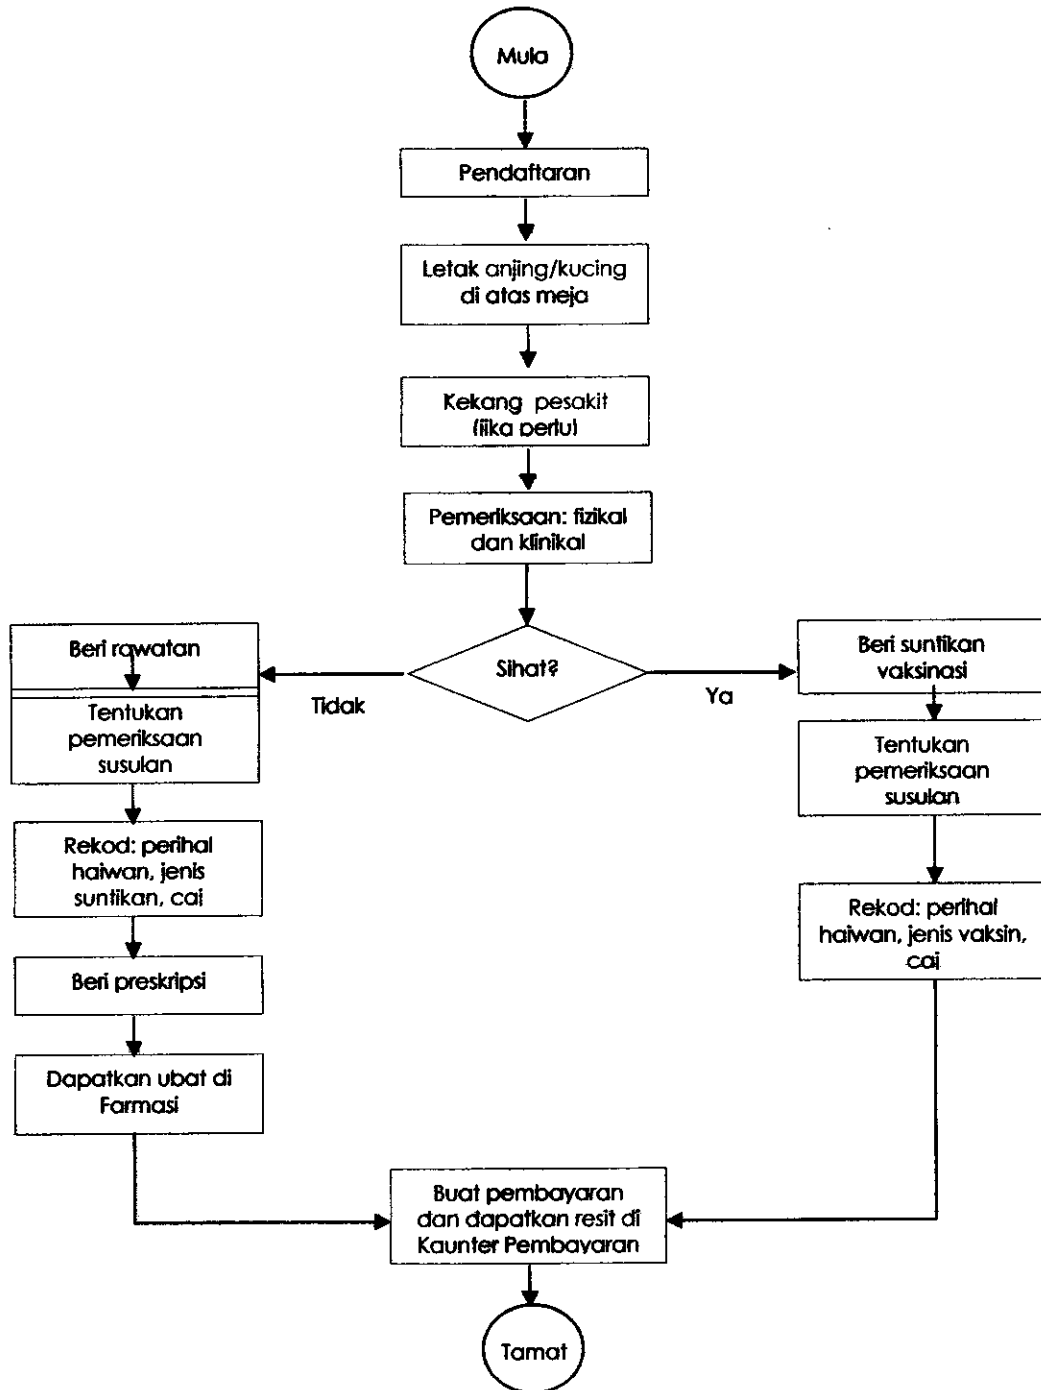 Mula
Pendaftaran
Letak anjing/kucing
di atas meja
Kekang pesakit
(jika perlu)
Pemeriksaan: fizikal
dan klinikal
Sihat?
Tidak
Ya
Beri rawatan
Tentukan
pemeriksaan
susulan
Rekod: perihal
haiwan, jenis
suntikan, caj
Beri preskripsi
Dapatkan ubat di
Farmasi
Beri suntikan
vaksinasi
Tentukan
pemeriksaan
susulan
Rekod: perihal
haiwan, jenis vaksin,
caj
Buat pembayaran
dan dapatkan resit di
Kaunter Pembayaran
Tamat